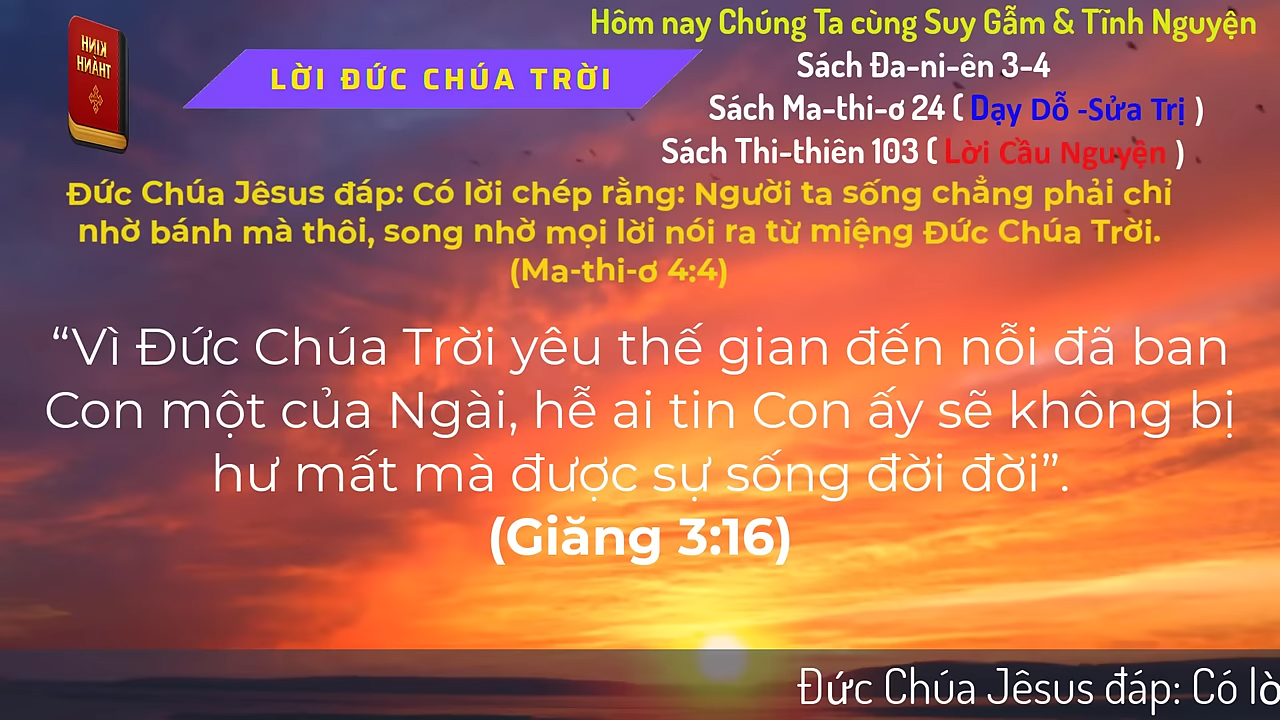 KINH
THÁNH
LỜI ĐỨC CHÚA TRỜI
Hôm nay Chúng Ta cùng Suy Gẫm & Tĩnh Nguyện
Sách Đa-ni-ên 3-4
Sách Ma-thi-ơ 24 ( Dạy Dỗ -Sửa Trị )
Sách Thi-thiên 103 ( Lời Cầu Nguyện )
Đức Chúa Jêsus đáp: Có lời chép rằng: Người ta sống chẳng phải chỉ
nhờ bánh mà thôi, song nhờ mọi lời nói ra từ miệng Đức Chúa Trời.
(Ma-thi-ơ 4:4)
“Vì Đức Chúa Trời yêu thế gian đến nỗi đã ban
Con một của Ngài, hễ ai tin Con ấy sẽ không bị
hư mất mà được sự sống đời đời”.
(Giăng 3:16)
Đức Chúa Jêsus đáp: Có lờ